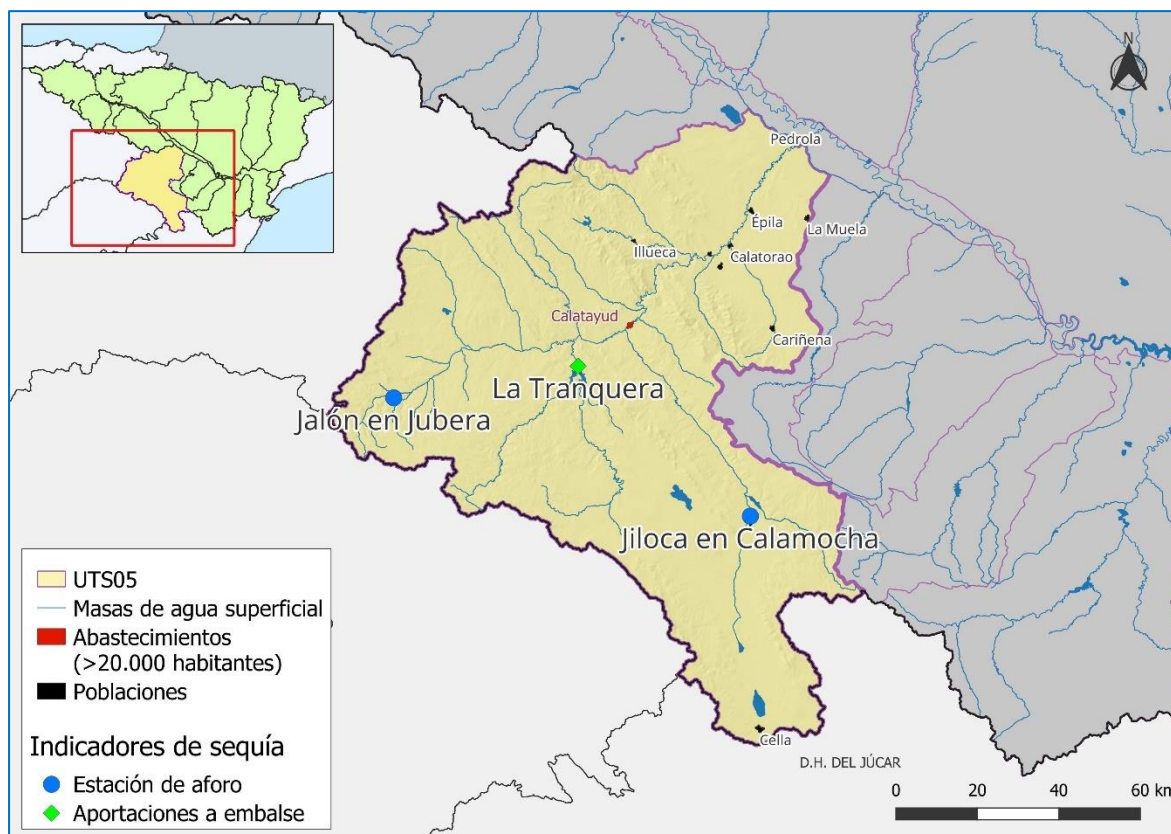 N
Pedrola
Épila
La Muela
Illueca
Calatorao
Calatayud
Cariñena
La Tranquera
Jalón en Jubera
Jiloca en Calamocha
Cella
D.H. DEL JÚCAR
UTS05
Masas de agua superficial
Abastecimientos
(>20.000 habitantes)
Poblaciones
Indicadores de sequía
Estación de aforo
Aportaciones a embalse
0 20 40 60 km